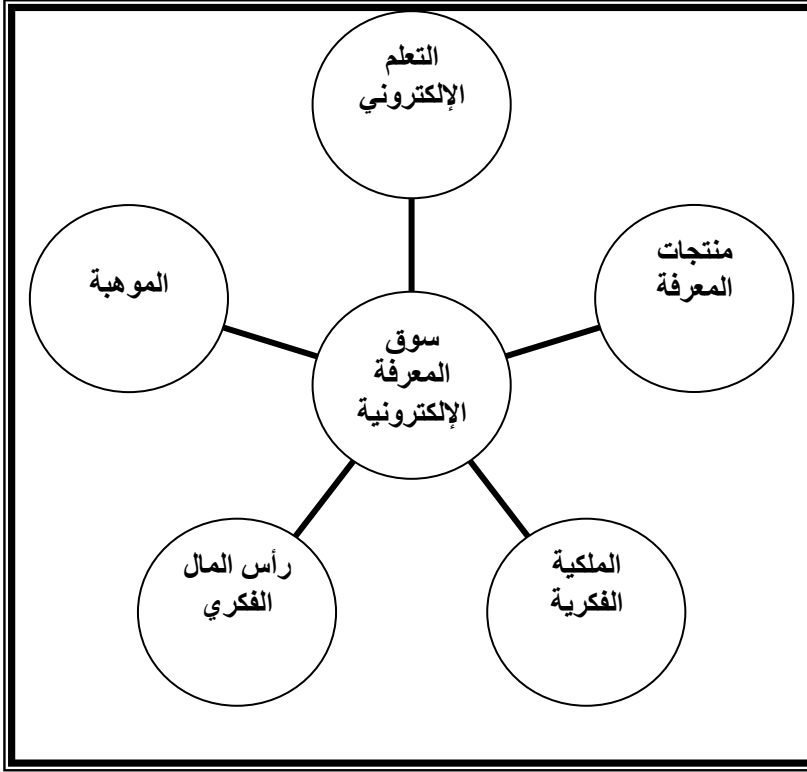 التعلم
الإلكتروني
منتجات
المعرفة
الموهبة
سوق
المعرفة
الإلكترونية
رأس المال
الفكري
الملكية
الفكرية